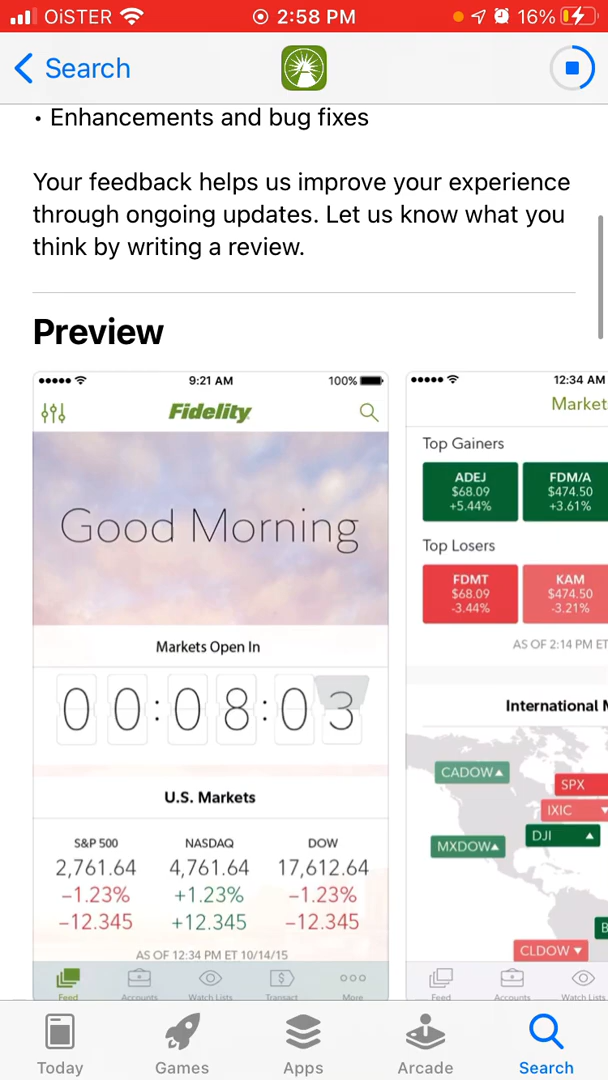 OiSTER 2:58 PM 16%
Search
• Enhancements and bug fixes
Your feedback helps us improve your experience
through ongoing updates. Let us know what you
think by writing a review.
Preview
9:21 AM 100%
Fidelity
Good Morning
Markets Open In
00:08:03
U.S. Markets
S&P 500 NASDAQ DOW
2,761.64 4,761.64 17,612.64
−1.23% +1.23% −1.23%
−12.345 +12.345 −12.345
AS OF 12:34 PM ET 10/14/15
Feed Accounts Watch Lists Transact More
12:34 AM
Market
Top Gainers
ADEJ FDM/A
$68.09 $474.50
+5.44% +3.61%
Top Losers
FDMT KAM
$68.09 $474.50
-3.44% -3.21%
AS OF 2:14 PM ET
International M
CADOW▲
SPX
IXIC ▼
DJI ▲
MXDOW▲
B
CLDOW ▼
Feed Accounts Watch Lists
Today Games Apps Arcade Search